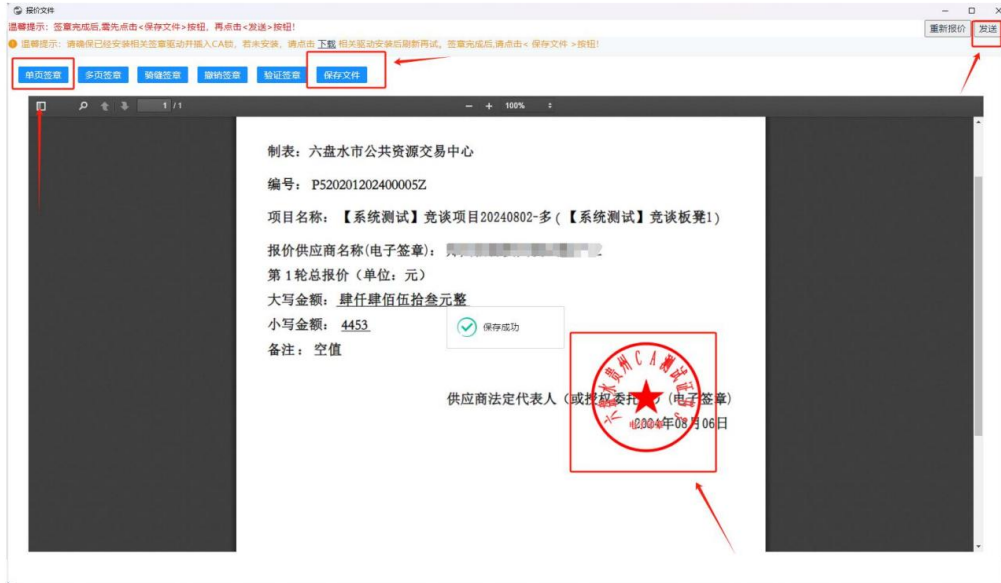 报价文件
温馨提示：签章完成后,需先点击<保存文件>按钮，再点击<发送>按钮！
重新报价 发送
温馨提示：请确保已经安装相关签章驱动并插入CA锁，若未安装，请点击 下载 相关驱动安装后刷新再试。签章完成后,请点击< 保存文件 >按钮！
单页签章 多页签章 骑缝签章 撤销签章 验证签章 保存文件
1 / 1 100%
制表：六盘水市公共资源交易中心
编号：P520201202400005Z
项目名称：【系统测试】竞谈项目20240802-多(【系统测试】竞谈板凳1)
报价供应商名称(电子签章)：
第1轮总报价（单位：元）
大写金额：肆仟肆佰伍拾叁元整
小写金额：4453
保存成功
备注：空值
六盘水贵州CA测试证书
供应商法定代表人（或授权委托）(电子签章)
2024年08月06日